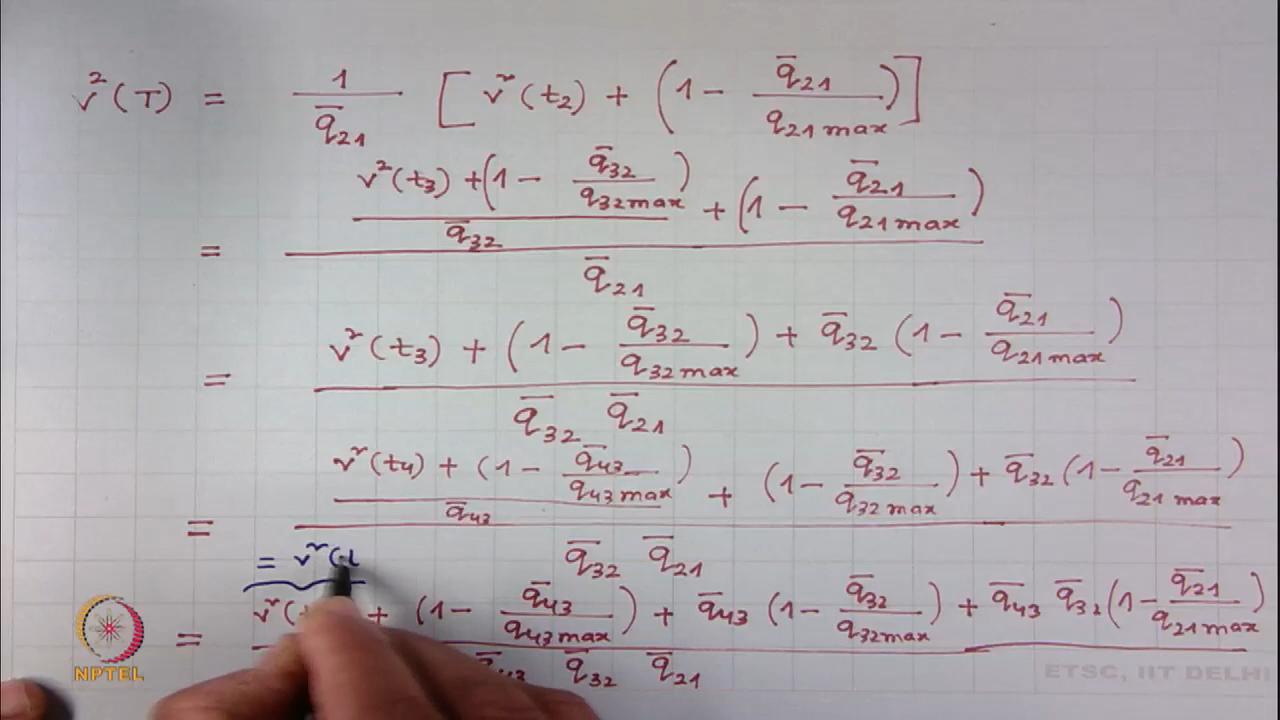 v²(T) = 1 / q̄21 [ v²(t2) + (1 − q̄21 / q21max) ]
= ( ( v²(t3) + (1 − q̄32 / q32max) ) / q̄32 + (1 − q̄21 / q21max) ) / q̄21
= ( v²(t3) + (1 − q̄32 / q32max) + q̄32 (1 − q̄21 / q21max) ) / q̄32 q̄21
= ( ( v²(t4) + (1 − q̄43 / q43max) ) / q̄43 + (1 − q̄32 / q32max) + q̄32 (1 − q̄21 / q21max) ) / q̄32 q̄21
= v²(
= ( v²( + (1 − q̄43 / q43max) + q̄43 (1 − q̄32 / q32max) + q̄43 q̄32 (1 − q̄21 / q21max) ) / q̄43 q̄32 q̄21
NPTEL
ETSC, IIT DELHI